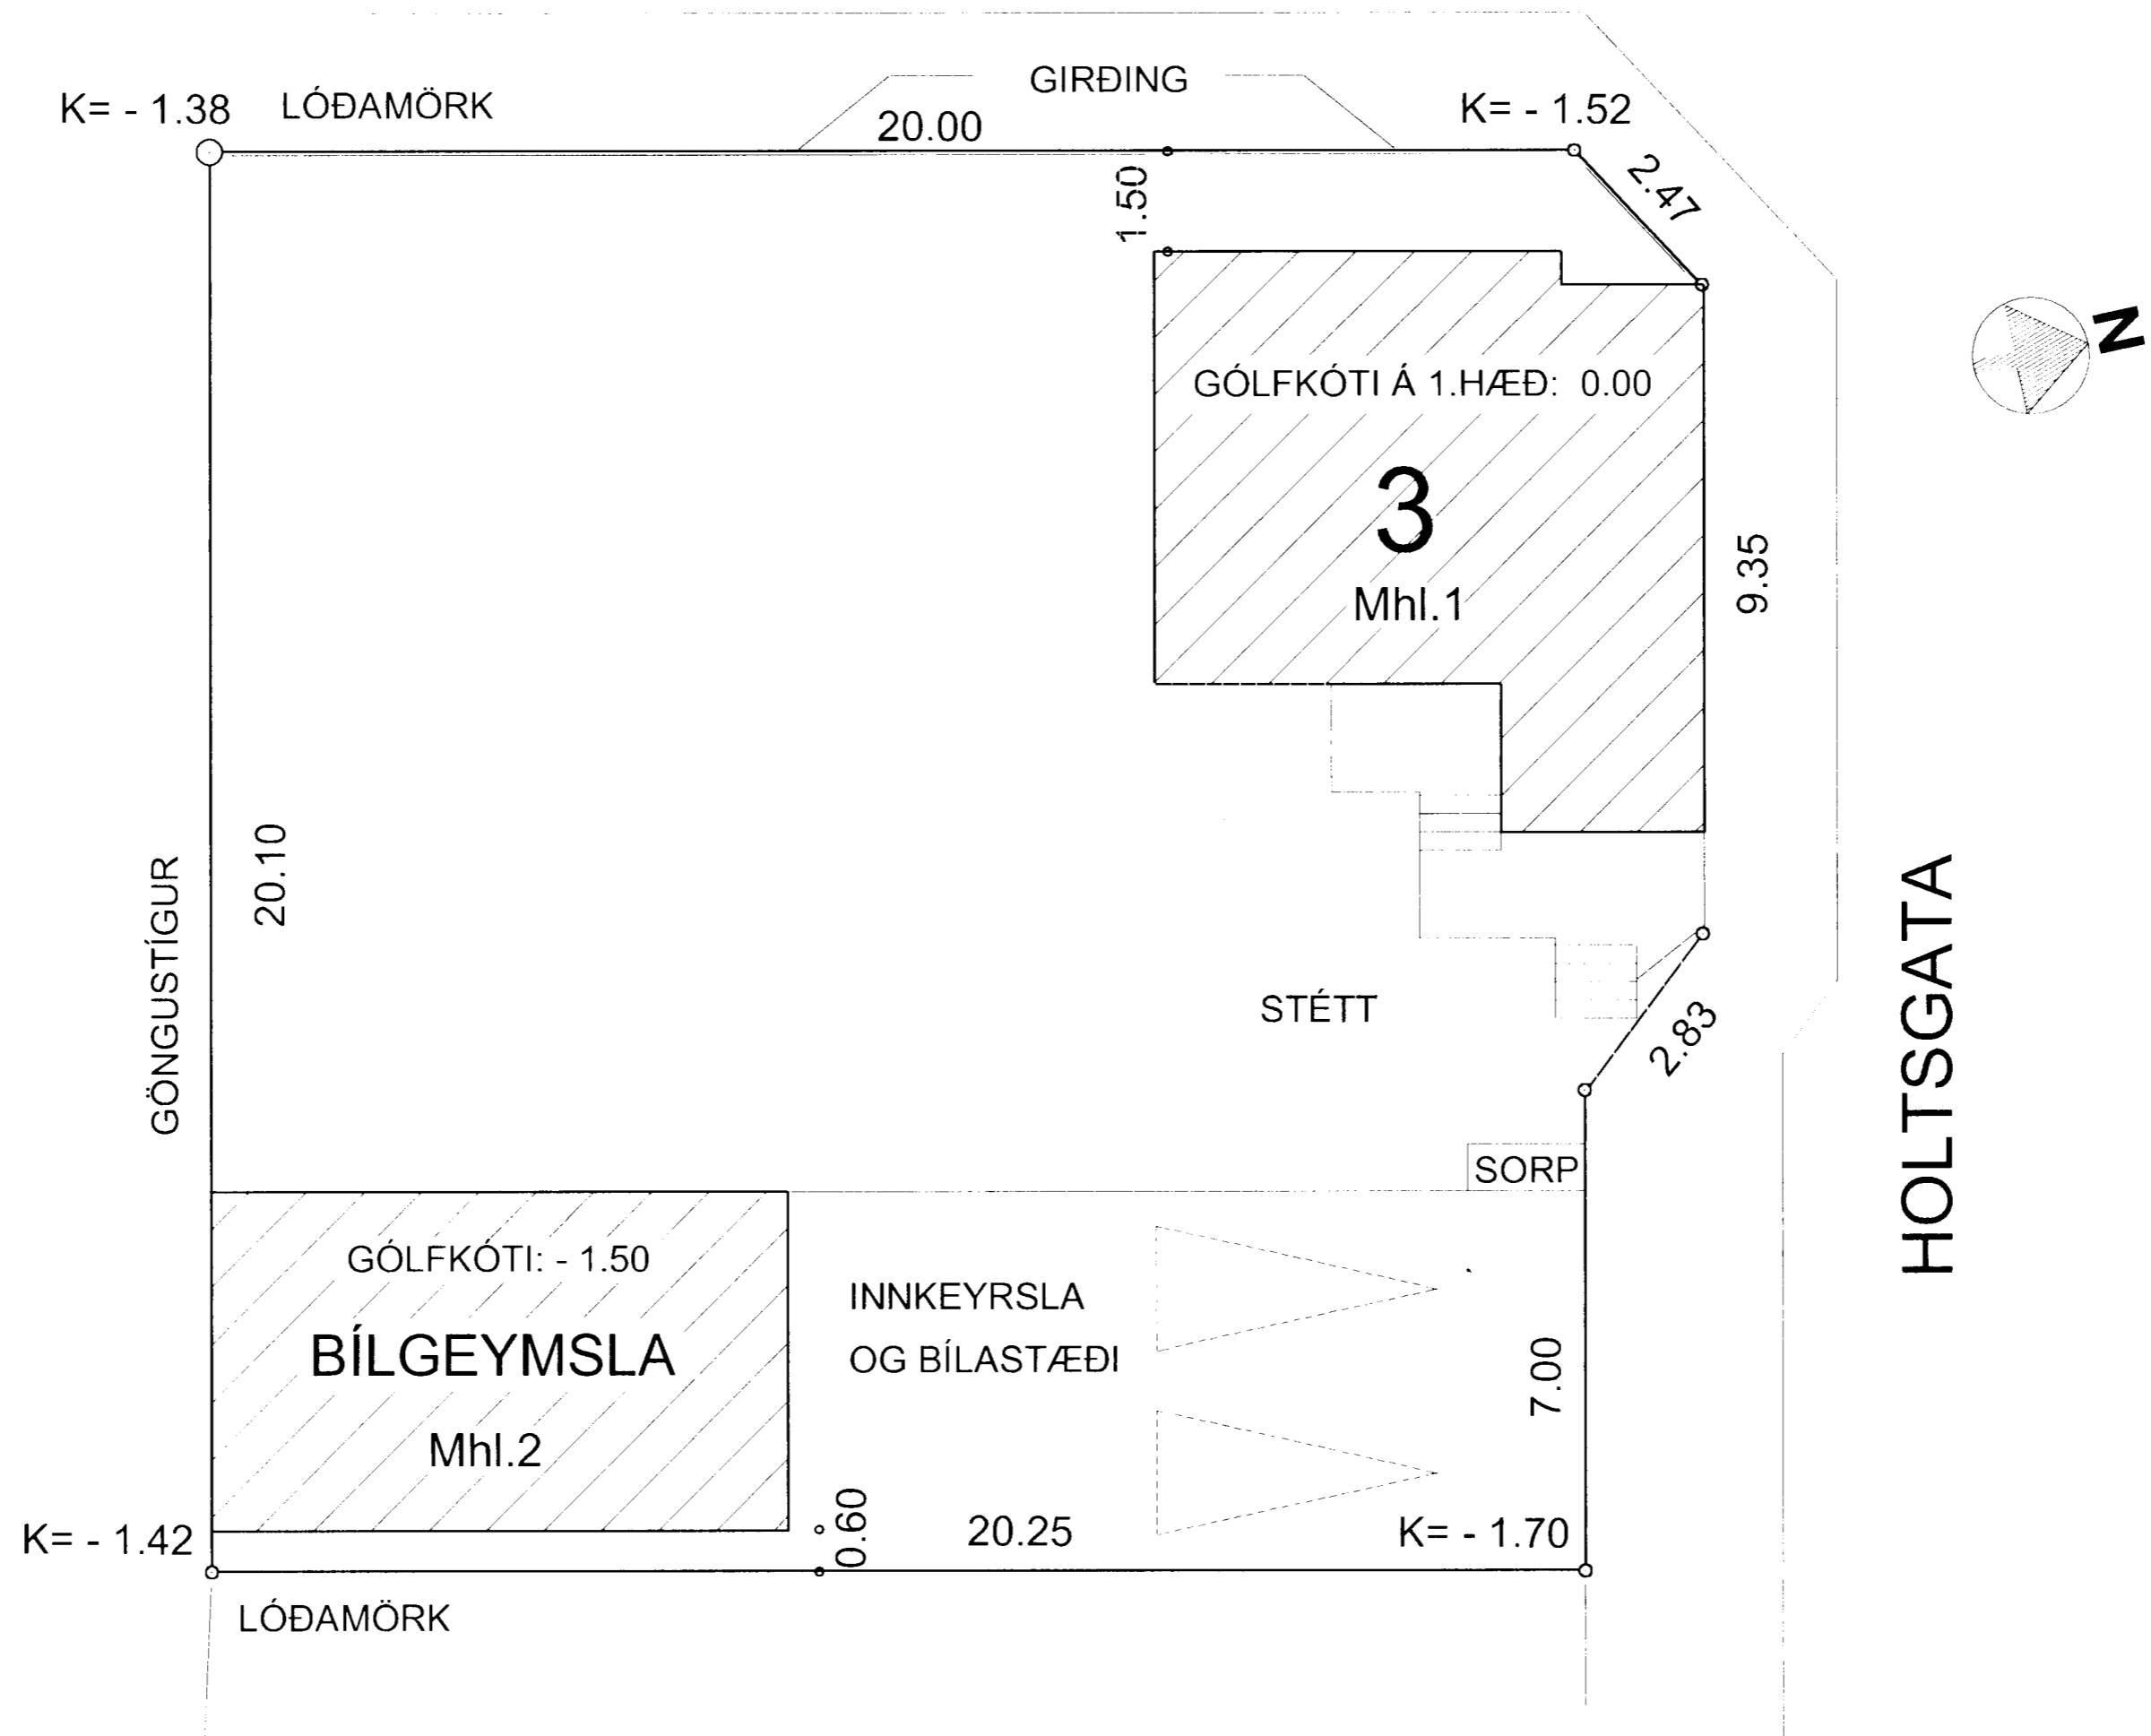 GIRÐING
K= - 1.38
LÓÐAMÖRK
20.00
K= - 1.52
2.47
1.50
N
GÓLFKÓTI Á 1.HÆÐ: 0.00
3
Mhl.1
9.35
20.10
GÖNGUSTÍGUR
HOLTSGATA
STÉTT
2.83
SORP
GÓLFKÓTI: - 1.50
BÍLGEYMSLA
Mhl.2
INNKEYRSLA
OG BÍLASTÆÐI
7.00
0.60
20.25
K= - 1.70
K= - 1.42
LÓÐAMÖRK